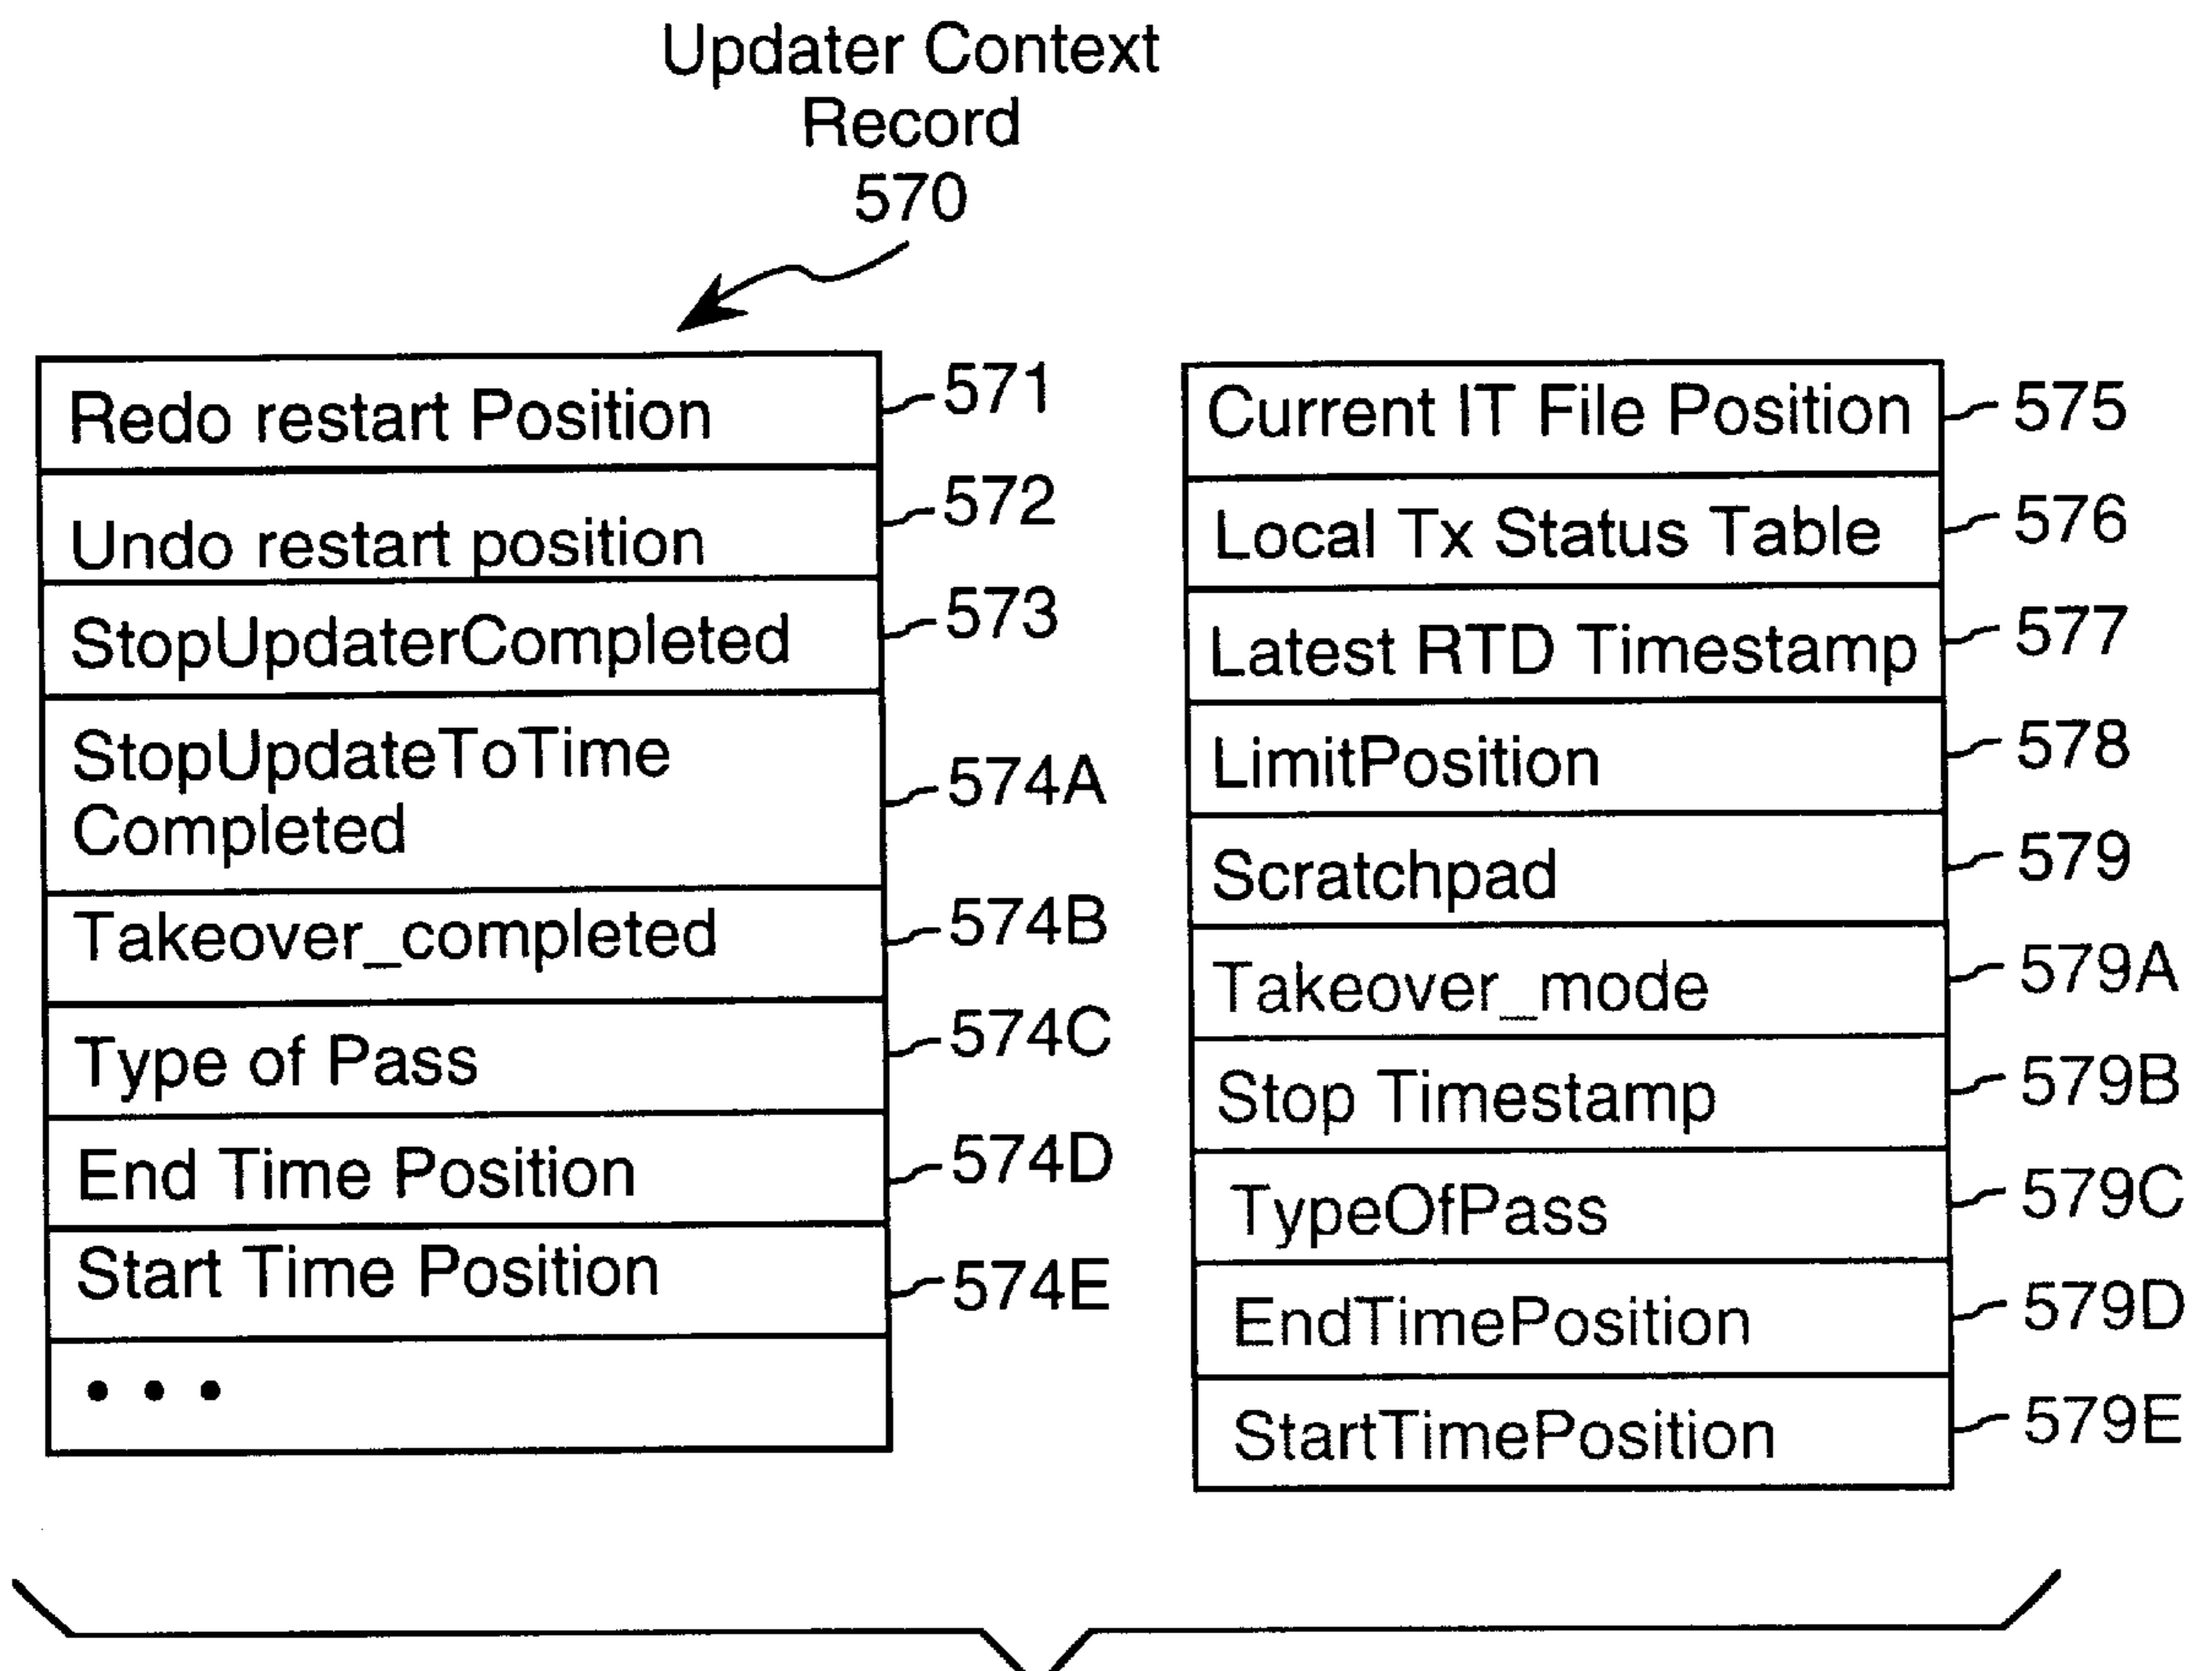 Updater Context
Record
570
Redo restart Position
571
Undo restart position
572
StopUpdaterCompleted
573
StopUpdateToTime
Completed
574A
Takeover_completed
574B
Type of Pass
574C
End Time Position
574D
Start Time Position
574E
• • •
Current IT File Position
575
Local Tx Status Table
576
Latest RTD Timestamp
577
LimitPosition
578
Scratchpad
579
Takeover_mode
579A
Stop Timestamp
579B
TypeOfPass
579C
EndTimePosition
579D
StartTimePosition
579E